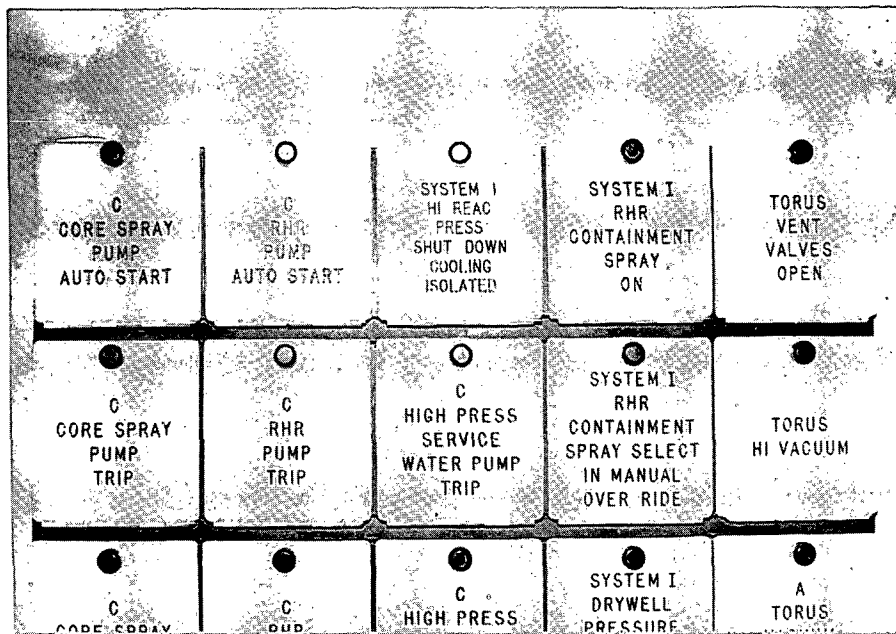 C
CORE SPRAY
PUMP
AUTO START
C
RHR
PUMP
AUTO START
SYSTEM I
HI REAC
PRESS
SHUT DOWN
COOLING
ISOLATED
SYSTEM I
RHR
CONTAINMENT
SPRAY
ON
TORUS
VENT
VALVES
OPEN
C
CORE SPRAY
PUMP
TRIP
C
RHR
PUMP
TRIP
C
HIGH PRESS
SERVICE
WATER PUMP
TRIP
SYSTEM I
RHR
CONTAINMENT
SPRAY SELECT
IN MANUAL
OVER RIDE
TORUS
HI VACUUM
C
CORE SPRAY
C
RHR
C
HIGH PRESS
SYSTEM I
DRYWELL
PRESSURE
A
TORUS